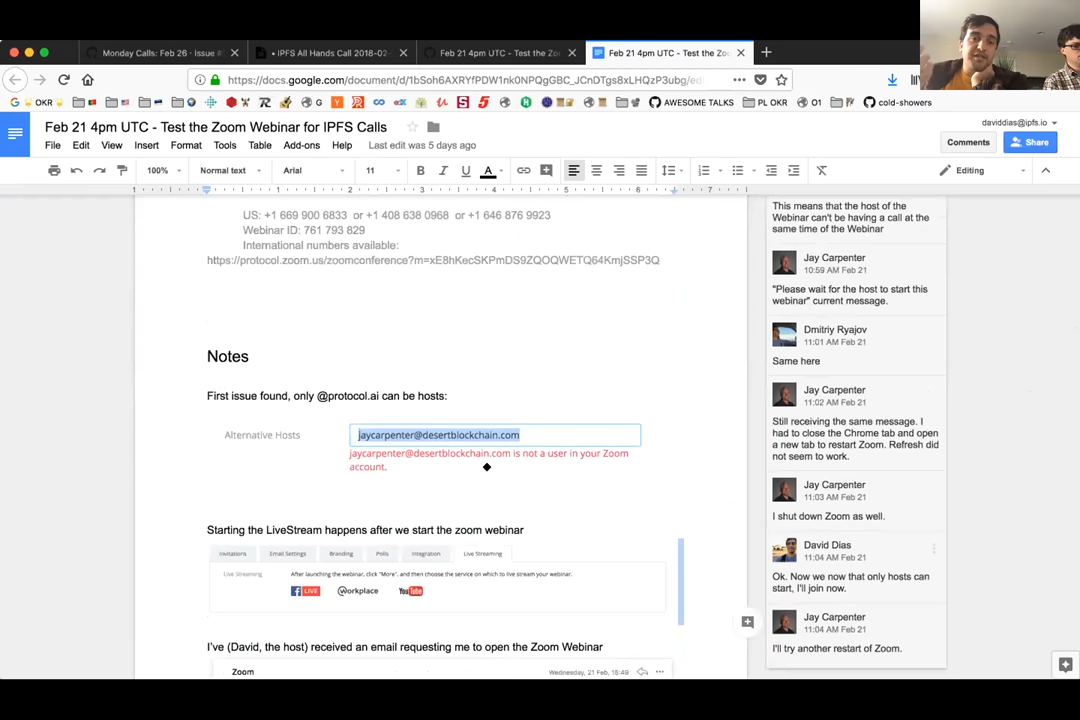 Monday Calls: Feb 26 · Issue #
• IPFS All Hands Call 2018-02-
Feb 21 4pm UTC - Test the Zo
Feb 21 4pm UTC - Test the Zo
https://docs.google.com/document/d/1bSoh6AXRYfPDW1nk0NPQgGBC_JCnDTgs8xLHQzP3ubg/ed
OKR
G
O1
AWESOME TALKS
PL OKR
O1
cold-showers
Feb 21 4pm UTC - Test the Zoom Webinar for IPFS Calls
daviddias@ipfs.io
File Edit View Insert Format Tools Table Add-ons Help Last edit was 5 days ago
Comments
Share
100% Normal text Arial 11 B I U A Editing
1 1 2 3 4 5 6 7
US: +1 669 900 6833 or +1 408 638 0968 or +1 646 876 9923
Webinar ID: 761 793 829
International numbers available:
https://protocol.zoom.us/zoomconference?m=xE8hKecSKPmDS9ZQOQWETQ64KmjSSP3Q
Notes
First issue found, only @protocol.ai can be hosts:
Alternative Hosts
jaycarpenter@desertblockchain.com
jaycarpenter@desertblockchain.com is not a user in your Zoom
account.
Starting the LiveStream happens after we start the zoom webinar
Invitations Email Settings Branding Polls Integration Live Streaming
Live Streaming After launching the webinar, click "More", and then choose the service on which to live stream your webinar.
f LIVE Workplace YouTube
I've (David, the host) received an email requesting me to open the Zoom Webinar
Zoom
Wednesday, 21 Feb, 16:49
This means that the host of the
Webinar can't be having a call at the
same time of the Webinar
Jay Carpenter
10:59 AM Feb 21
"Please wait for the host to start this
webinar" current message.
Dmitriy Ryajov
11:01 AM Feb 21
Same here
Jay Carpenter
11:02 AM Feb 21
Still receiving the same message. I
had to close the Chrome tab and open
a new tab to restart Zoom. Refresh did
not seem to work.
Jay Carpenter
11:03 AM Feb 21
I shut down Zoom as well.
David Dias
11:04 AM Feb 21
Ok. Now we now that only hosts can
start, I'll join now.
Jay Carpenter
11:04 AM Feb 21
I'll try another restart of Zoom.